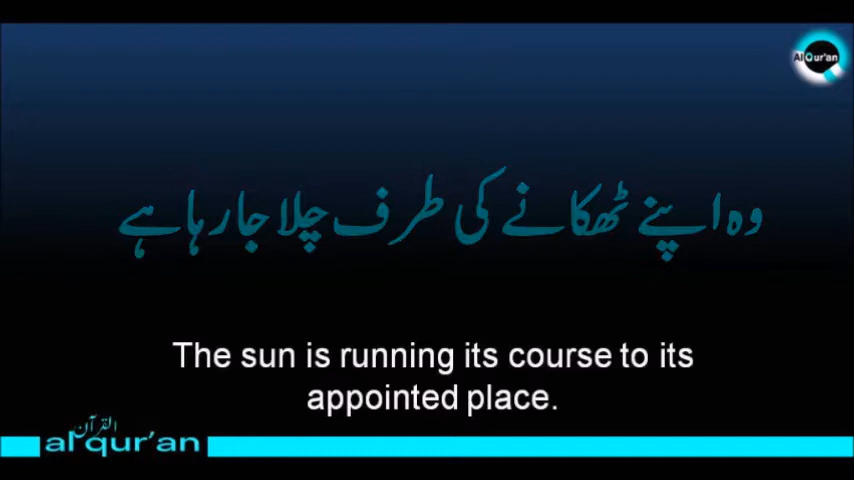 Al Qur'an
وہ اپنے ٹھکانے کی طرف چلا جا رہا ہے
The sun is running its course to its
appointed place.
القرآن
al qur'an